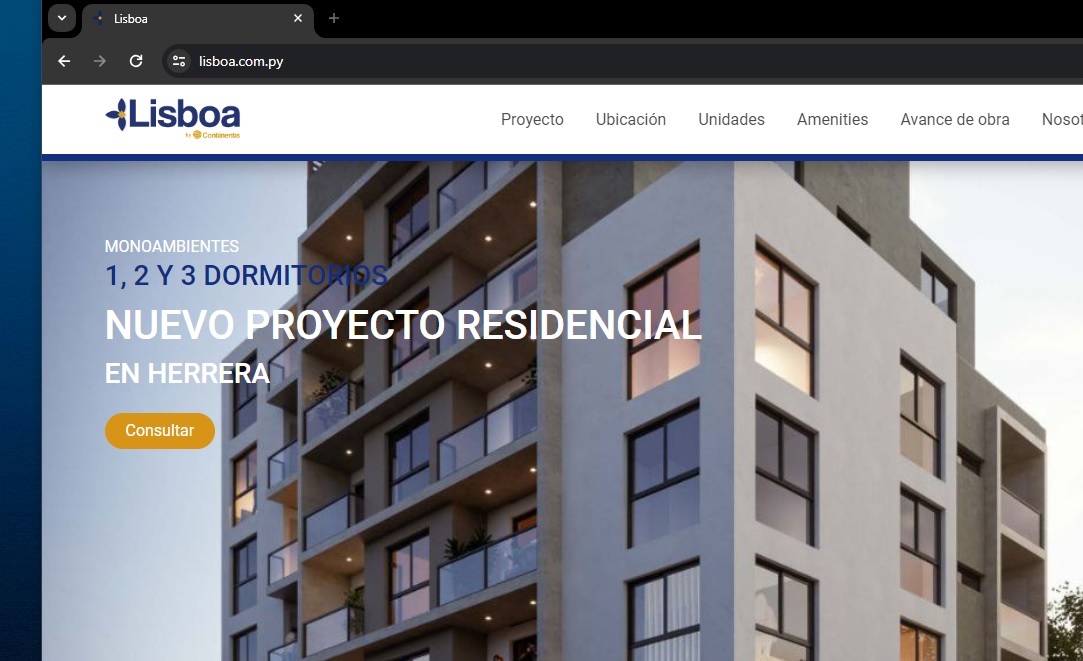 Lisboa
lisboa.com.py
Lisboa
by Continentis
Proyecto Ubicación Unidades Amenities Avance de obra Nosot
MONOAMBIENTES
1, 2 Y 3 DORMITORIOS
NUEVO PROYECTO RESIDENCIAL
EN HERRERA
Consultar